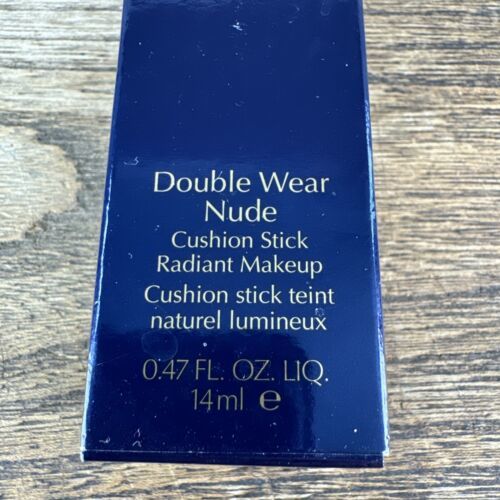 Double Wear
Nude
Cushion Stick
Radiant Makeup
Cushion stick teint
naturel lumineux
0.47 FL. OZ. LIQ.
14ml ℮